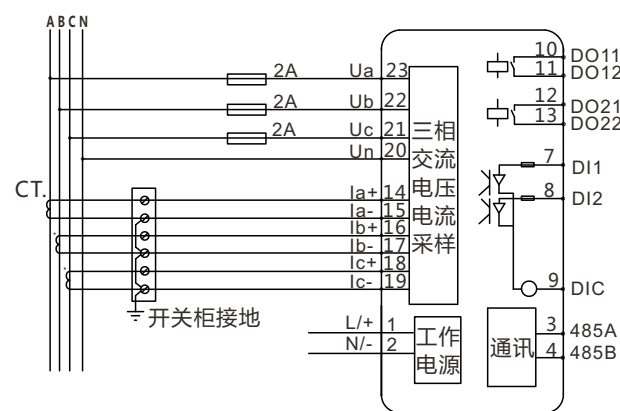 A B C N
2A Ua 23
2A Ub 22
2A Uc 21
Un 20
CT.
Ia+ 14
Ia- 15
Ib+ 16
Ib- 17
Ic+ 18
Ic- 19
开关柜接地
三相
交流
电压
电流
采样
L/+ 1
N/- 2
工作
电源
10 DO11
11 DO12
12 DO21
13 DO22
7 DI1
8 DI2
9 DIC
通讯
3 485A
4 485B